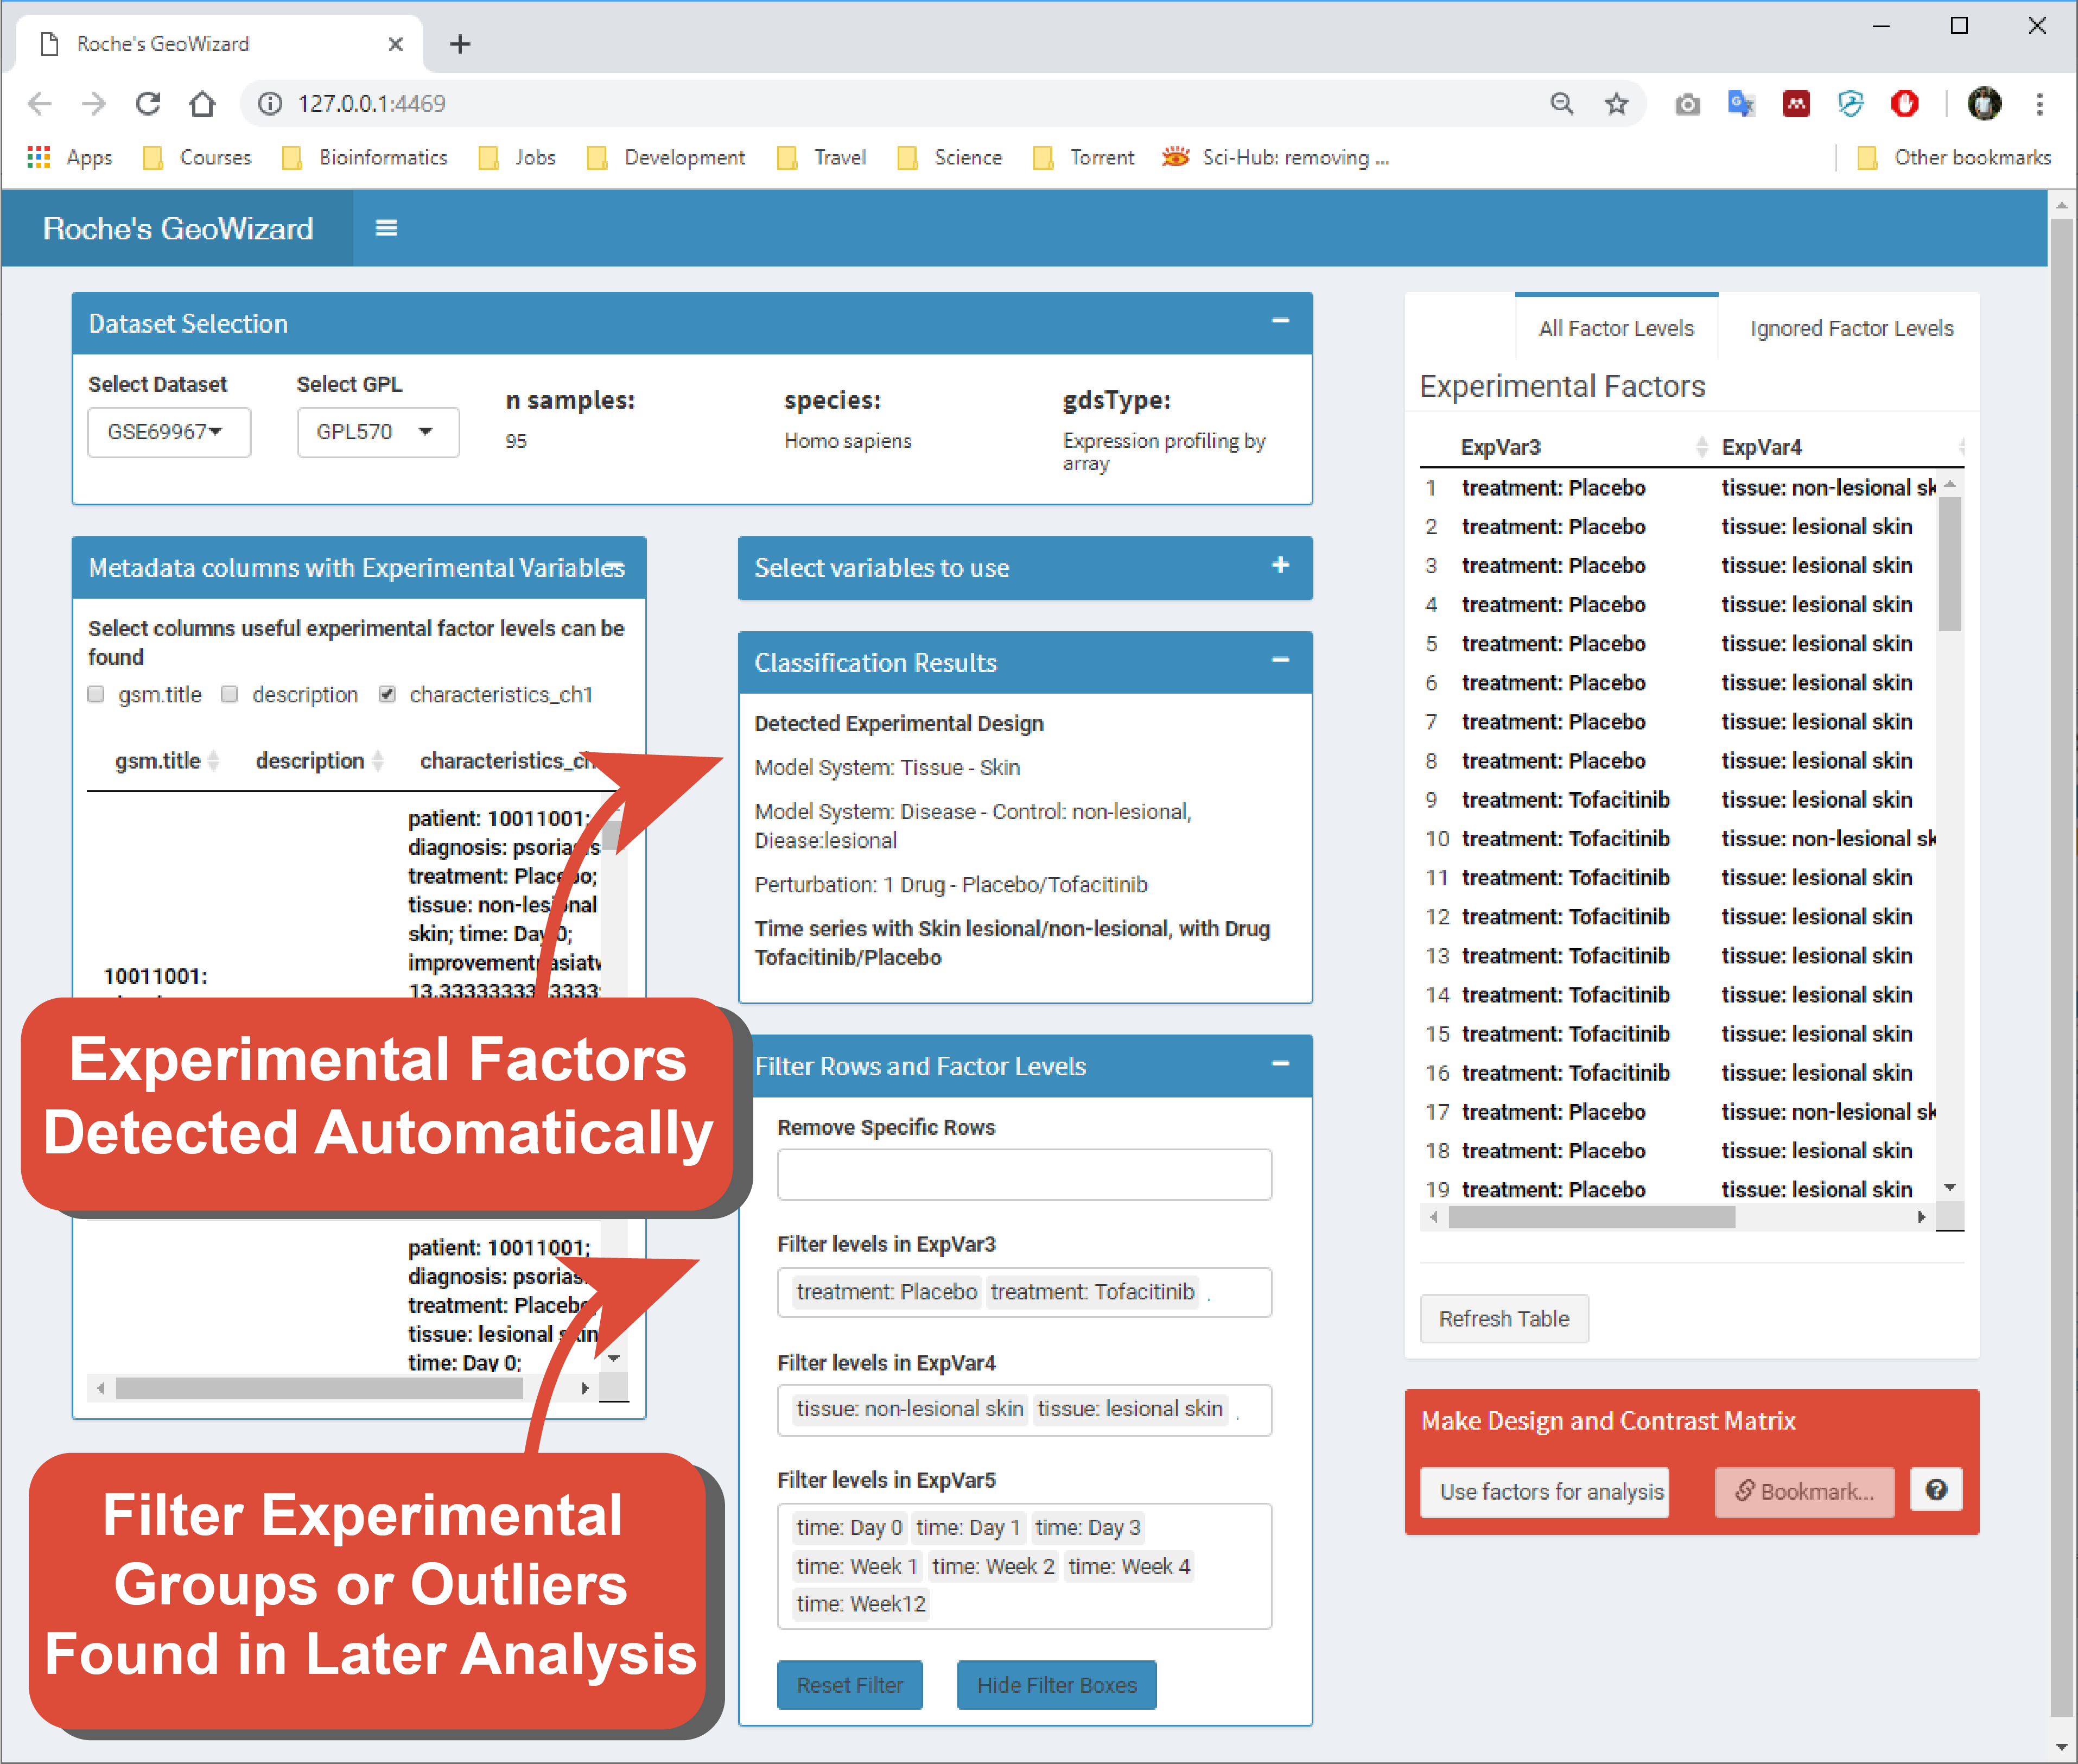 Roche's GeoWizard
127.0.0.1:4469
Apps Courses Bioinformatics Jobs Development Travel Science Torrent Sci-Hub: removing ... Other bookmarks
Roche's GeoWizard
Dataset Selection
Select Dataset
GSE69967
Select GPL
GPL570
n samples:
95
species:
Homo sapiens
gdsType:
Expression profiling by
array
Metadata columns with Experimental Variables
Select columns useful experimental factor levels can be
found
gsm.title description characteristics_ch1
gsm.title description characteristics_ch
patient: 10011001;
diagnosis: psoriasis
treatment: Placebo;
tissue: non-lesional
skin; time: Day 0;
10011001:
Experimental Factors
Detected Automatically
patient: 10011001;
diagnosis: psorias
treatment: Placebo
tissue: lesional skin
time: Day 0;
Filter Experimental
Groups or Outliers
Found in Later Analysis
Select variables to use
Classification Results
Detected Experimental Design
Model System: Tissue - Skin
Model System: Disease - Control: non-lesional,
Diease:lesional
Perturbation: 1 Drug - Placebo/Tofacitinib
Time series with Skin lesional/non-lesional, with Drug
Tofacitinib/Placebo
Filter Rows and Factor Levels
Remove Specific Rows
Filter levels in ExpVar3
treatment: Placebo treatment: Tofacitinib
Filter levels in ExpVar4
tissue: non-lesional skin tissue: lesional skin
Filter levels in ExpVar5
time: Day 0 time: Day 1 time: Day 3
time: Week 1 time: Week 2 time: Week 4
time: Week12
Reset Filter Hide Filter Boxes
All Factor Levels Ignored Factor Levels
Experimental Factors
ExpVar3 ExpVar4
1 treatment: Placebo tissue: non-lesional sk
2 treatment: Placebo tissue: lesional skin
3 treatment: Placebo tissue: lesional skin
4 treatment: Placebo tissue: lesional skin
5 treatment: Placebo tissue: lesional skin
6 treatment: Placebo tissue: lesional skin
7 treatment: Placebo tissue: lesional skin
8 treatment: Placebo tissue: lesional skin
9 treatment: Tofacitinib tissue: lesional skin
10 treatment: Tofacitinib tissue: non-lesional sk
11 treatment: Tofacitinib tissue: lesional skin
12 treatment: Tofacitinib tissue: lesional skin
13 treatment: Tofacitinib tissue: lesional skin
14 treatment: Tofacitinib tissue: lesional skin
15 treatment: Tofacitinib tissue: lesional skin
16 treatment: Tofacitinib tissue: lesional skin
17 treatment: Placebo tissue: non-lesional sk
18 treatment: Placebo tissue: lesional skin
19 treatment: Placebo tissue: lesional skin
Refresh Table
Make Design and Contrast Matrix
Use factors for analysis Bookmark... ?